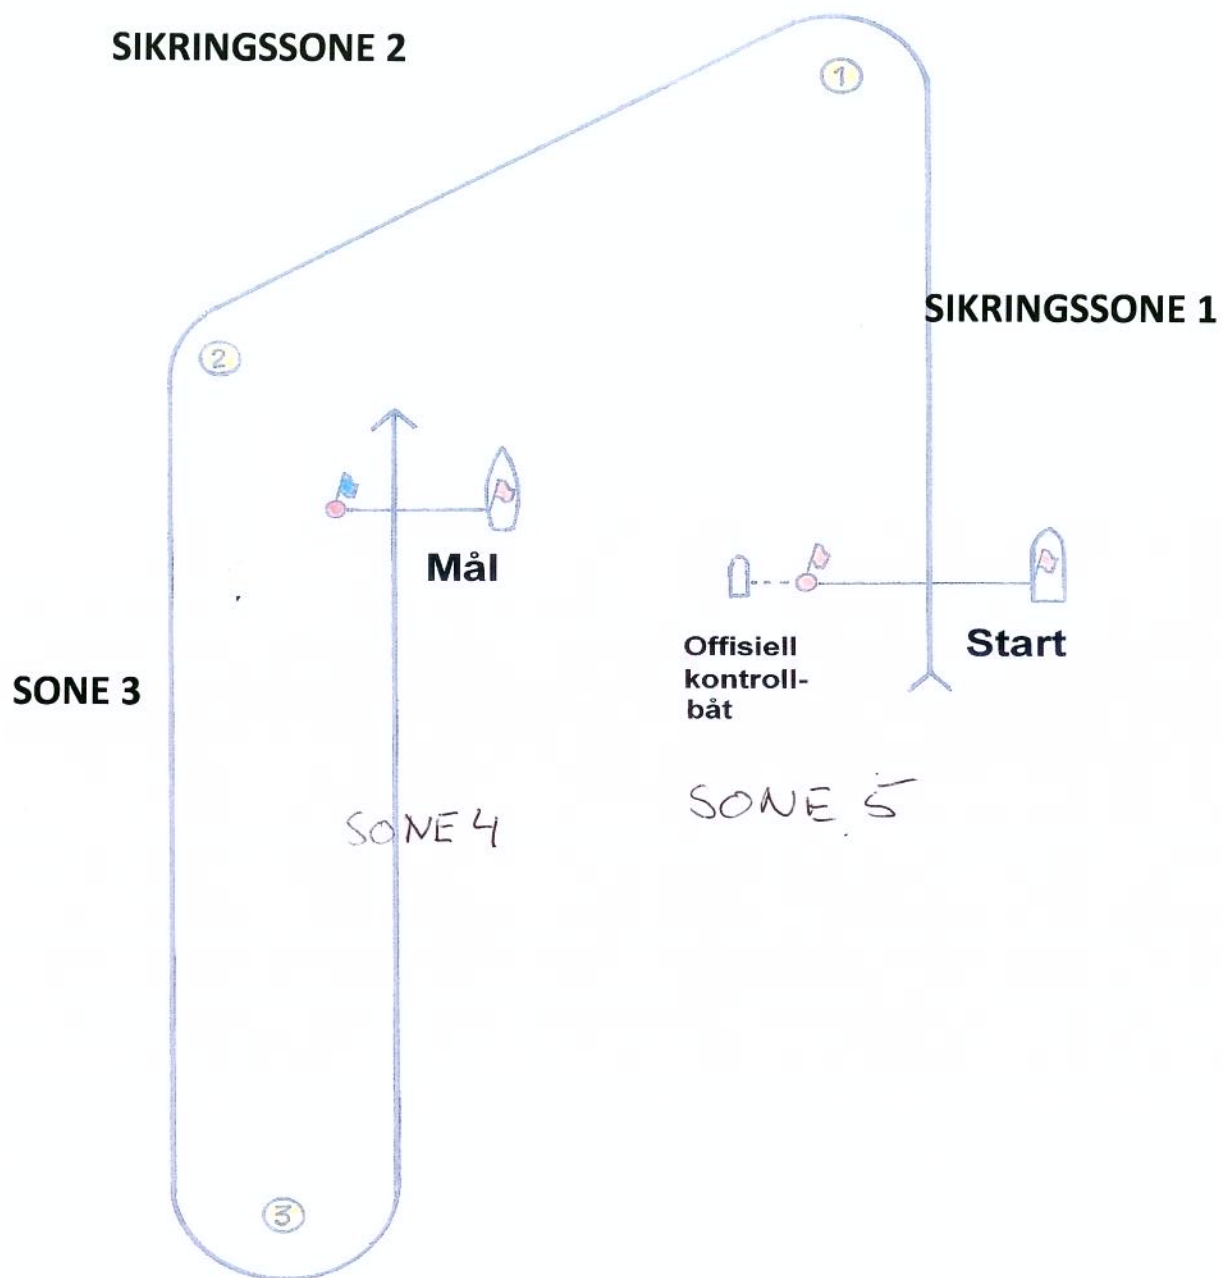 SIKRINGSSONE 2
1
SIKRINGSSONE 1
2
Mål
Offisiell
kontroll-
båt
Start
SONE 3
SONE 4
SONE 5
3